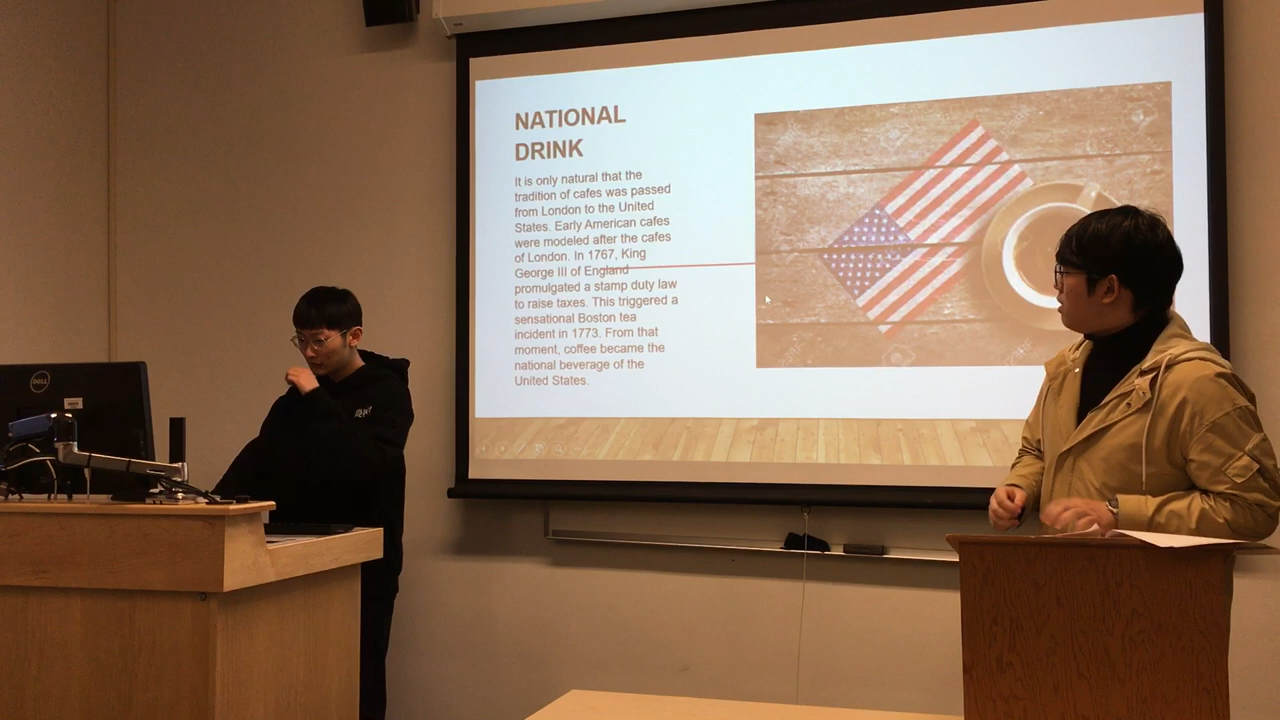 NATIONAL
DRINK
It is only natural that the
tradition of cafes was passed
from London to the United
States. Early American cafes
were modeled after the cafes
of London. In 1767, King
George III of England
promulgated a stamp duty law
to raise taxes. This triggered a
sensational Boston tea
incident in 1773. From that
moment, coffee became the
national beverage of the
United States.
DELL